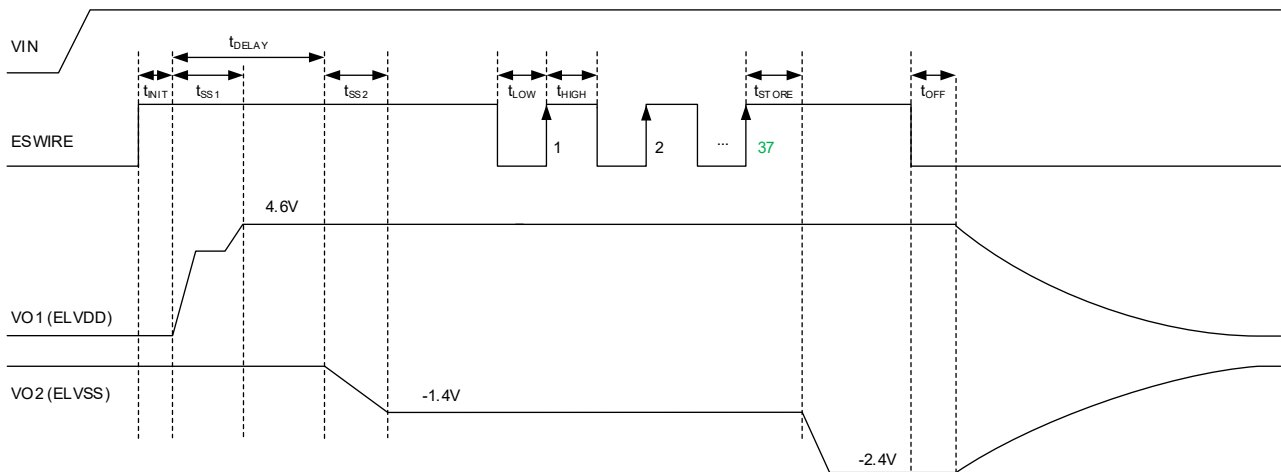 VIN
tDELAY
tINIT
tSS1
tSS2
tLOW
tHIGH
tSTORE
tOFF
ESWIRE
1
2
...
37
4.6V
VO1 (ELVDD)
VO2 (ELVSS)
-1.4V
-2.4V